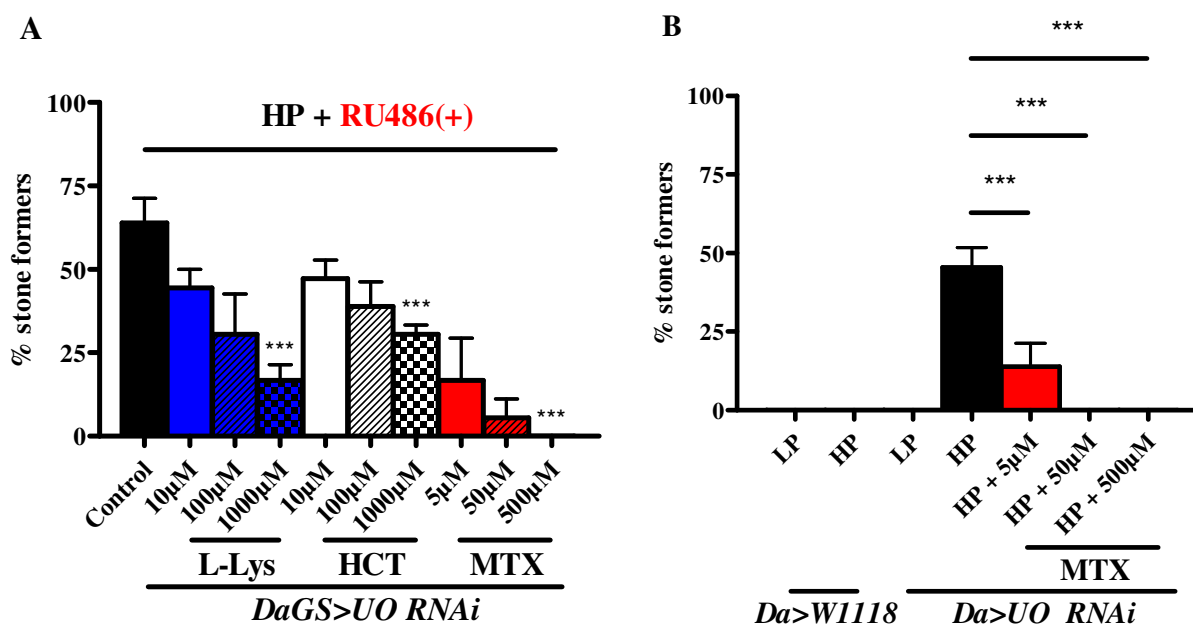 A
HP + RU486(+)
% stone formers
100
75
50
25
0
***
***
***
Control
10µM
100µM
1000µM
10µM
100µM
1000µM
5µM
50µM
500µM
L-Lys
HCT
MTX
DaGS>UO RNAi
B
***
***
***
% stone formers
100
75
50
25
0
LP
HP
LP
HP
HP + 5µM
HP + 50µM
HP + 500µM
MTX
Da>W1118
Da>UO RNAi